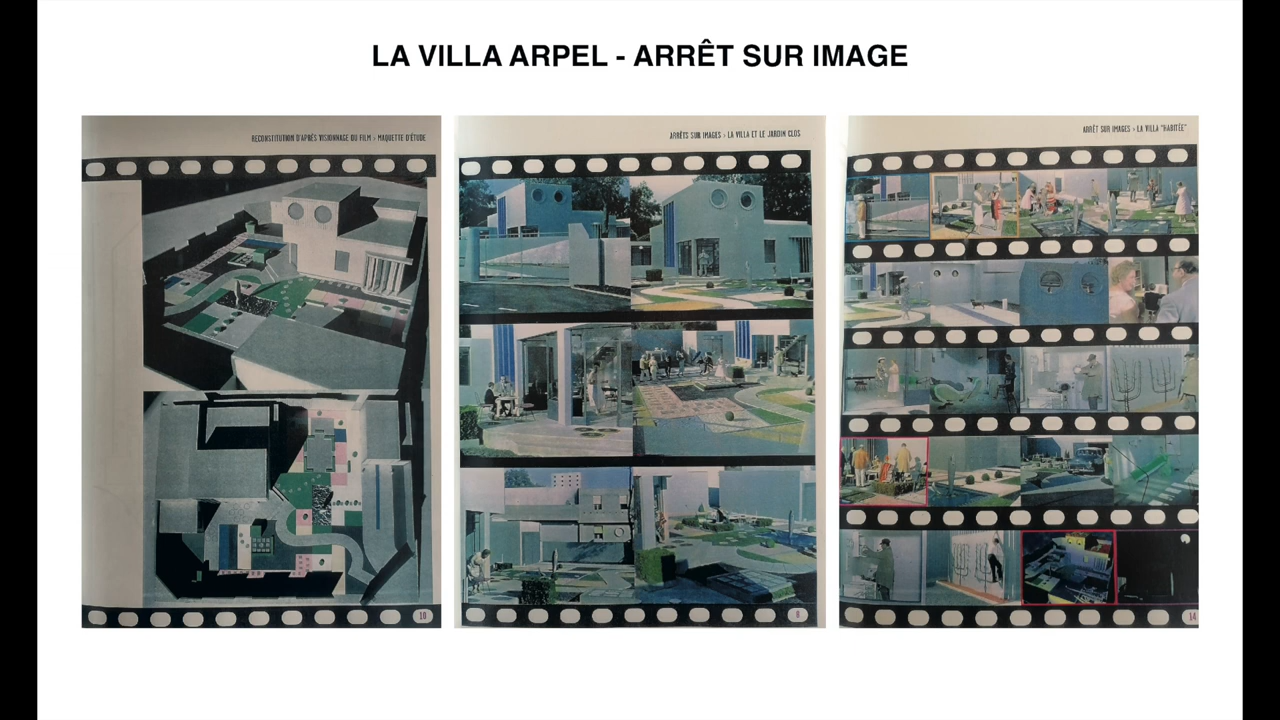 LA VILLA ARPEL - ARRÊT SUR IMAGE
RECONSTITUTION D'APRÈS VISIONNAGE DU FILM > MAQUETTE D'ÉTUDE
10
ARRÊTS SUR IMAGES > LA VILLA ET LE JARDIN CLOS
8
ARRÊT SUR IMAGES > LA VILLA "HABITÉE"
14